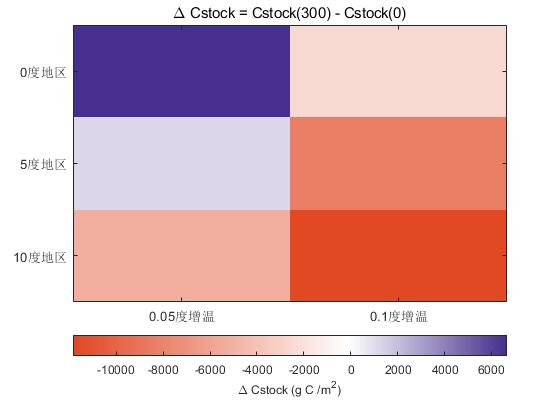 Δ Cstock = Cstock(300) - Cstock(0)
0度地区
5度地区
10度地区
0.05度增温 0.1度增温
-10000 -8000 -6000 -4000 -2000 0 2000 4000 6000
Δ Cstock (g C /m²)